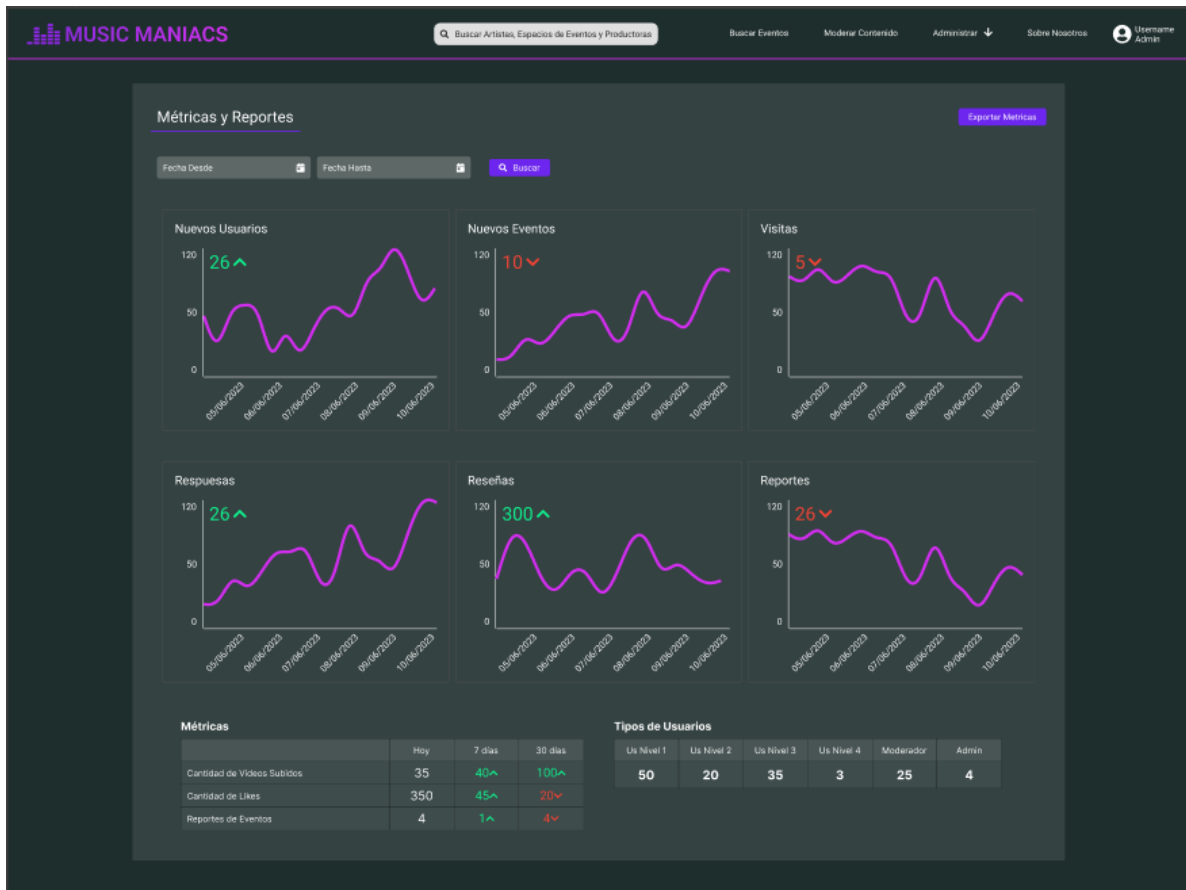 MUSIC MANIACS
Buscar Artistas, Espacios de Eventos y Productoras
Buscar Eventos
Moderar Contenido
Administrar
Sobre Nosotros
Username
Admin
Métricas y Reportes
Exportar Metricas
Fecha Desde
Fecha Hasta
Buscar
Nuevos Usuarios
120
26
50
0
05/06/2023 06/06/2023 07/06/2023 08/06/2023 09/06/2023 10/06/2023
Nuevos Eventos
120
10
50
0
05/06/2023 06/06/2023 07/06/2023 08/06/2023 09/06/2023 10/06/2023
Visitas
120
5
50
0
05/06/2023 06/06/2023 07/06/2023 08/06/2023 09/06/2023 10/06/2023
Respuesas
120
26
50
0
05/06/2023 06/06/2023 07/06/2023 08/06/2023 09/06/2023 10/06/2023
Reseñas
120
300
50
0
05/06/2023 06/06/2023 07/06/2023 08/06/2023 09/06/2023 10/06/2023
Reportes
120
26
50
0
05/06/2023 06/06/2023 07/06/2023 08/06/2023 09/06/2023 10/06/2023
Métricas
Hoy 7 días 30 días
Cantidad de Videos Subidos 35 40 100
Cantidad de Likes 350 45 20
Reportes de Eventos 4 1 4
Tipos de Usuarios
Us Nivel 1 Us Nivel 2 Us Nivel 3 Us Nivel 4 Moderador Admin
50 20 35 3 25 4